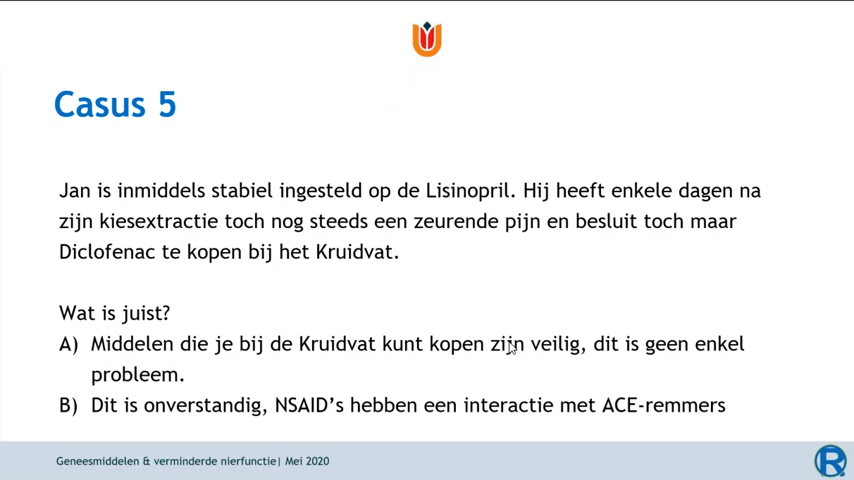 Casus 5
Jan is inmiddels stabiel ingesteld op de Lisinopril. Hij heeft enkele dagen na
zijn kiesextractie toch nog steeds een zeurende pijn en besluit toch maar
Diclofenac te kopen bij het Kruidvat.
Wat is juist?
A) Middelen die je bij de Kruidvat kunt kopen zijn veilig, dit is geen enkel
probleem.
B) Dit is onverstandig, NSAID’s hebben een interactie met ACE-remmers
Geneesmiddelen & verminderde nierfunctie| Mei 2020
R